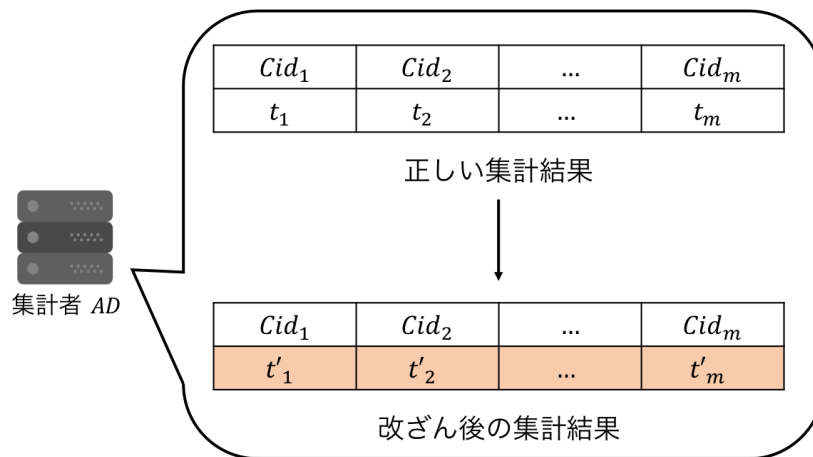 Cid₁ Cid₂ ... Cidₘ
t₁ t₂ ... tₘ
正しい集計結果
集計者 AD
Cid₁ Cid₂ ... Cidₘ
t'₁ t'₂ ... t'ₘ
改ざん後の集計結果